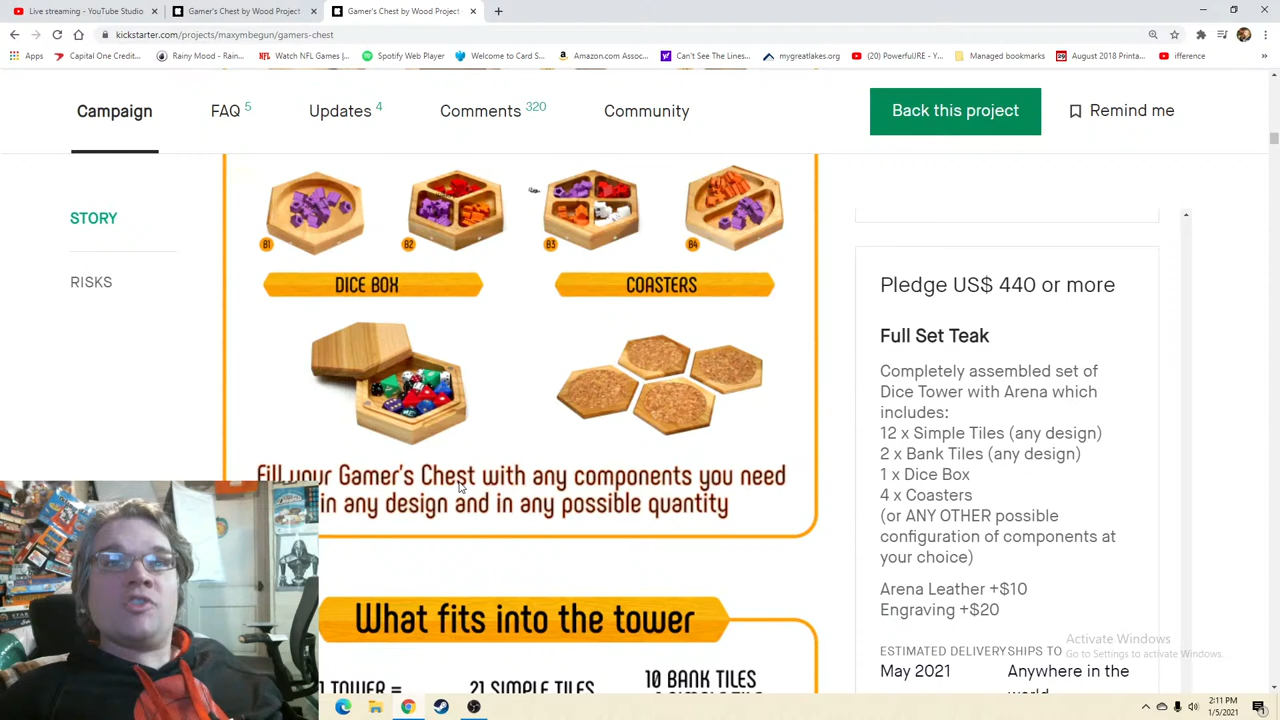 Live streaming - YouTube Studio
Gamer's Chest by Wood Project
Gamer's Chest by Wood Project
kickstarter.com/projects/maxymbegun/gamers-chest
Apps
Capital One Credit...
Rainy Mood - Rain...
Watch NFL Games |...
Spotify Web Player
Welcome to Card S...
Amazon.com Assoc...
Can't See The Lines...
mygreatlakes.org
(20) PowerfulJRE - Y...
Managed bookmarks
August 2018 Printa...
ifference
»
Campaign
FAQ 5
Updates 4
Comments 320
Community
Back this project
Remind me
STORY
RISKS
B1
B2
B3
B4
DICE BOX
COASTERS
Fill your Gamer's Chest with any components you need
in any design and in any possible quantity
What fits into the tower
1 TOWER =
21 SIMPLE TILES
10 BANK TILES
Pledge US$ 440 or more
Full Set Teak
Completely assembled set of
Dice Tower with Arena which
includes:
12 x Simple Tiles (any design)
2 x Bank Tiles (any design)
1 x Dice Box
4 x Coasters
(or ANY OTHER possible
configuration of components at
your choice)
Arena Leather +$10
Engraving +$20
ESTIMATED DELIVERY
SHIPS TO
May 2021
Anywhere in the
world
Activate Windows
Go to Settings to activate Windows.
2:11 PM
1/5/2021